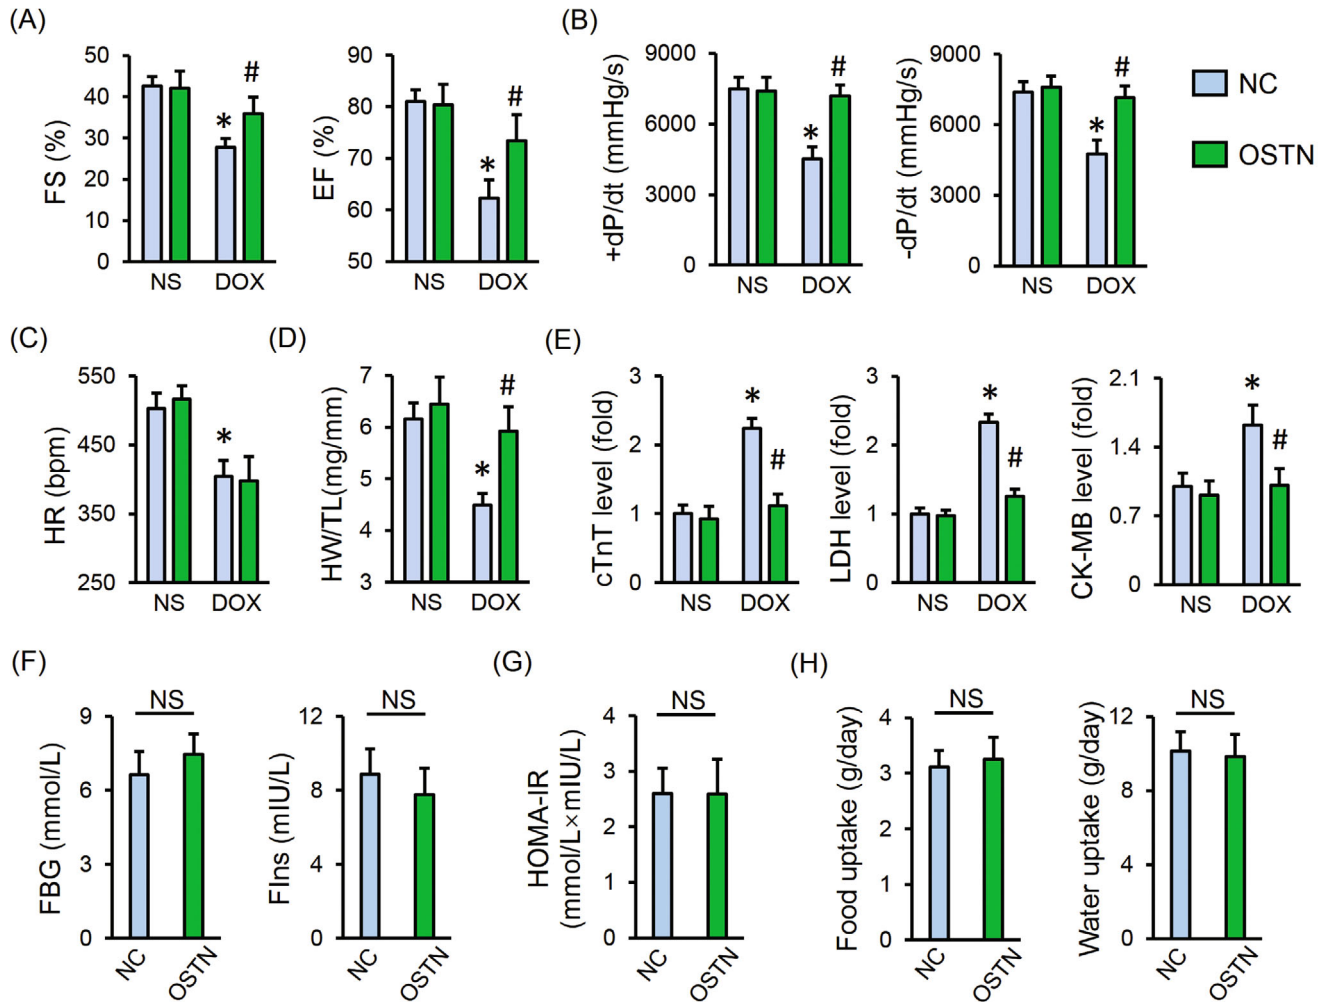 (A)
FS (%)
50
40
30
20
10
0
*
#
NS DOX
EF (%)
90
80
70
60
50
*
#
NS DOX
(B)
+dP/dt (mmHg/s)
9000
6000
3000
0
*
#
NS DOX
-dP/dt (mmHg/s)
9000
6000
3000
0
*
#
NS DOX
NC
OSTN
(C)
HR (bpm)
550
450
350
250
*
NS DOX
(D)
HW/TL(mg/mm)
7
6
5
4
3
*
#
NS DOX
(E)
cTnT level (fold)
3
2
1
0
*
#
NS DOX
LDH level (fold)
3
2
1
0
*
#
NS DOX
CK-MB level (fold)
2.1
1.4
0.7
0
*
#
NS DOX
(F)
FBG (mmol/L)
9
6
3
0
NS
NC
OSTN
FIns (mIU/L)
12
8
4
0
NS
NC
OSTN
(G)
HOMA-IR
(mmol/L×mIU/L)
4
3
2
1
0
NS
NC
OSTN
(H)
Food uptake (g/day)
4
3
2
1
0
NS
NC
OSTN
Water uptake (g/day)
12
8
4
0
NS
NC
OSTN